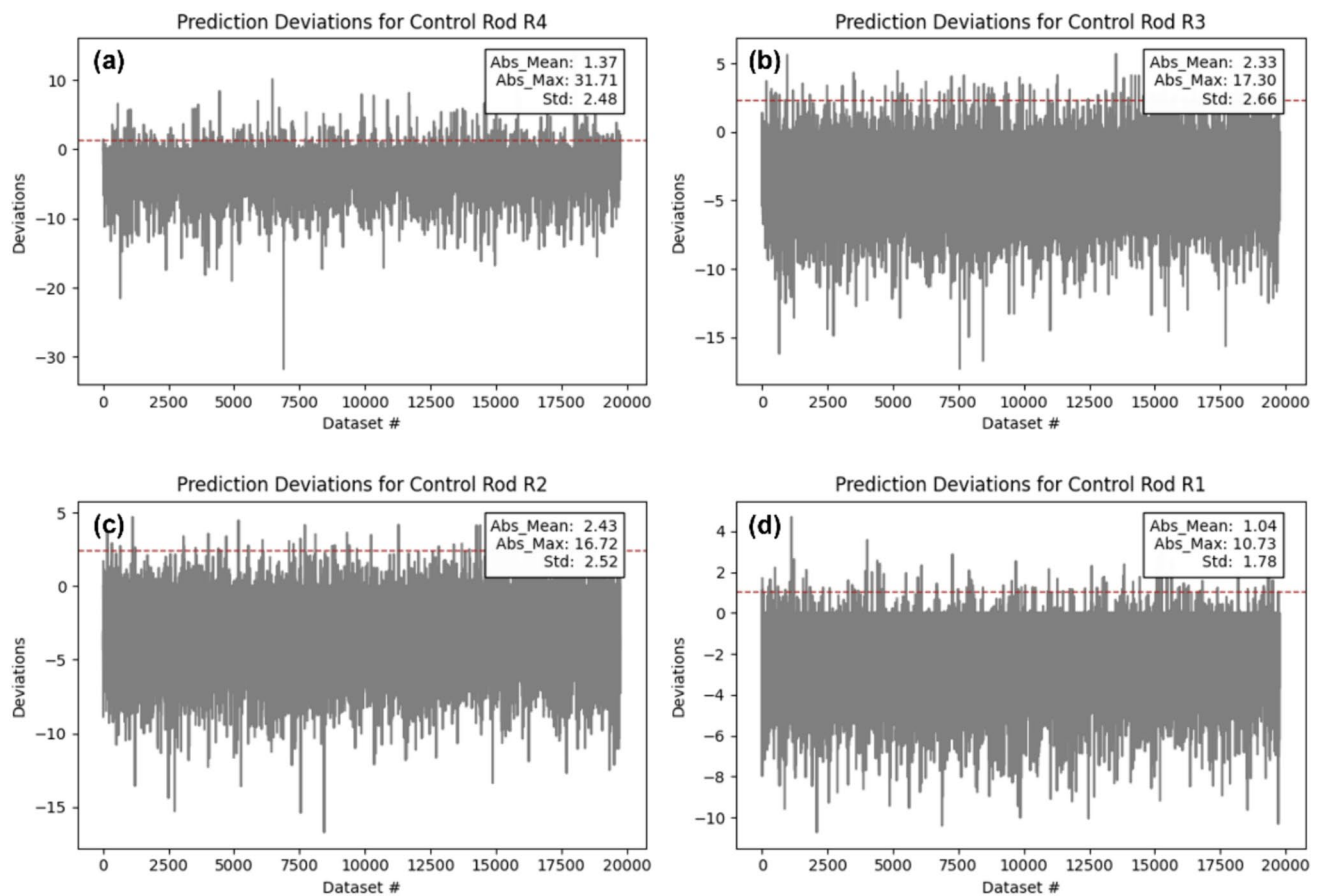 Prediction Deviations for Control Rod R4
(a)
Abs_Mean: 1.37
Abs_Max: 31.71
Std: 2.48
10
0
−10
−20
−30
Deviations
0 2500 5000 7500 10000 12500 15000 17500 20000
Dataset #
Prediction Deviations for Control Rod R3
(b)
Abs_Mean: 2.33
Abs_Max: 17.30
Std: 2.66
5
0
−5
−10
−15
Deviations
0 2500 5000 7500 10000 12500 15000 17500 20000
Dataset #
Prediction Deviations for Control Rod R2
(c)
Abs_Mean: 2.43
Abs_Max: 16.72
Std: 2.52
5
0
−5
−10
−15
Deviations
0 2500 5000 7500 10000 12500 15000 17500 20000
Dataset #
Prediction Deviations for Control Rod R1
(d)
Abs_Mean: 1.04
Abs_Max: 10.73
Std: 1.78
4
2
0
−2
−4
−6
−8
−10
Deviations
0 2500 5000 7500 10000 12500 15000 17500 20000
Dataset #